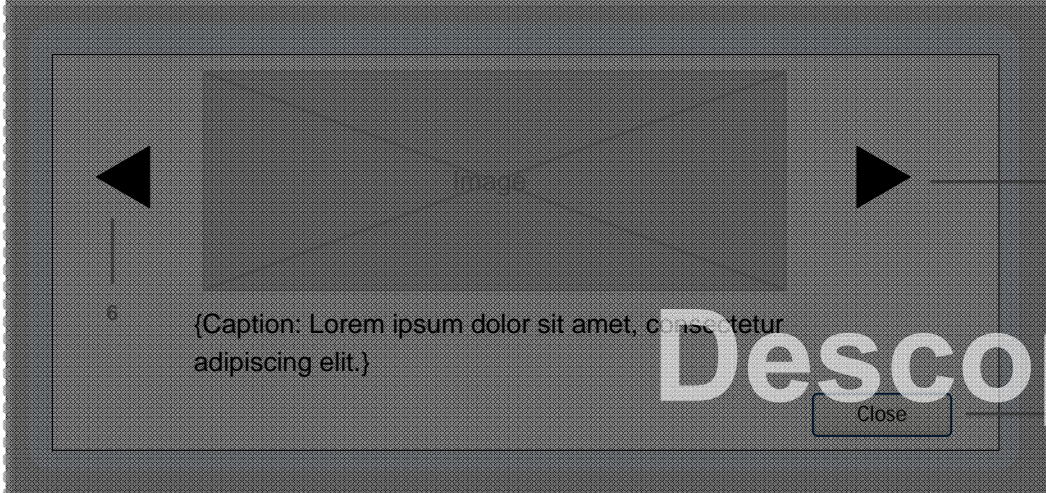 Image
6
{Caption: Lorem ipsum dolor sit amet, consectetur
adipiscing elit.}
Desco
Close